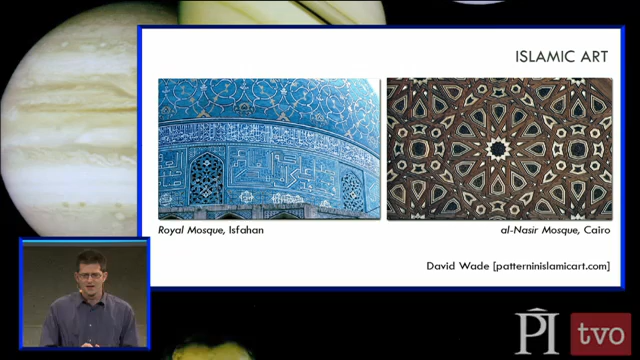 ISLAMIC ART
Royal Mosque, Isfahan
al-Nasir Mosque, Cairo
David Wade [patterninislamicart.com]
PI
tvo